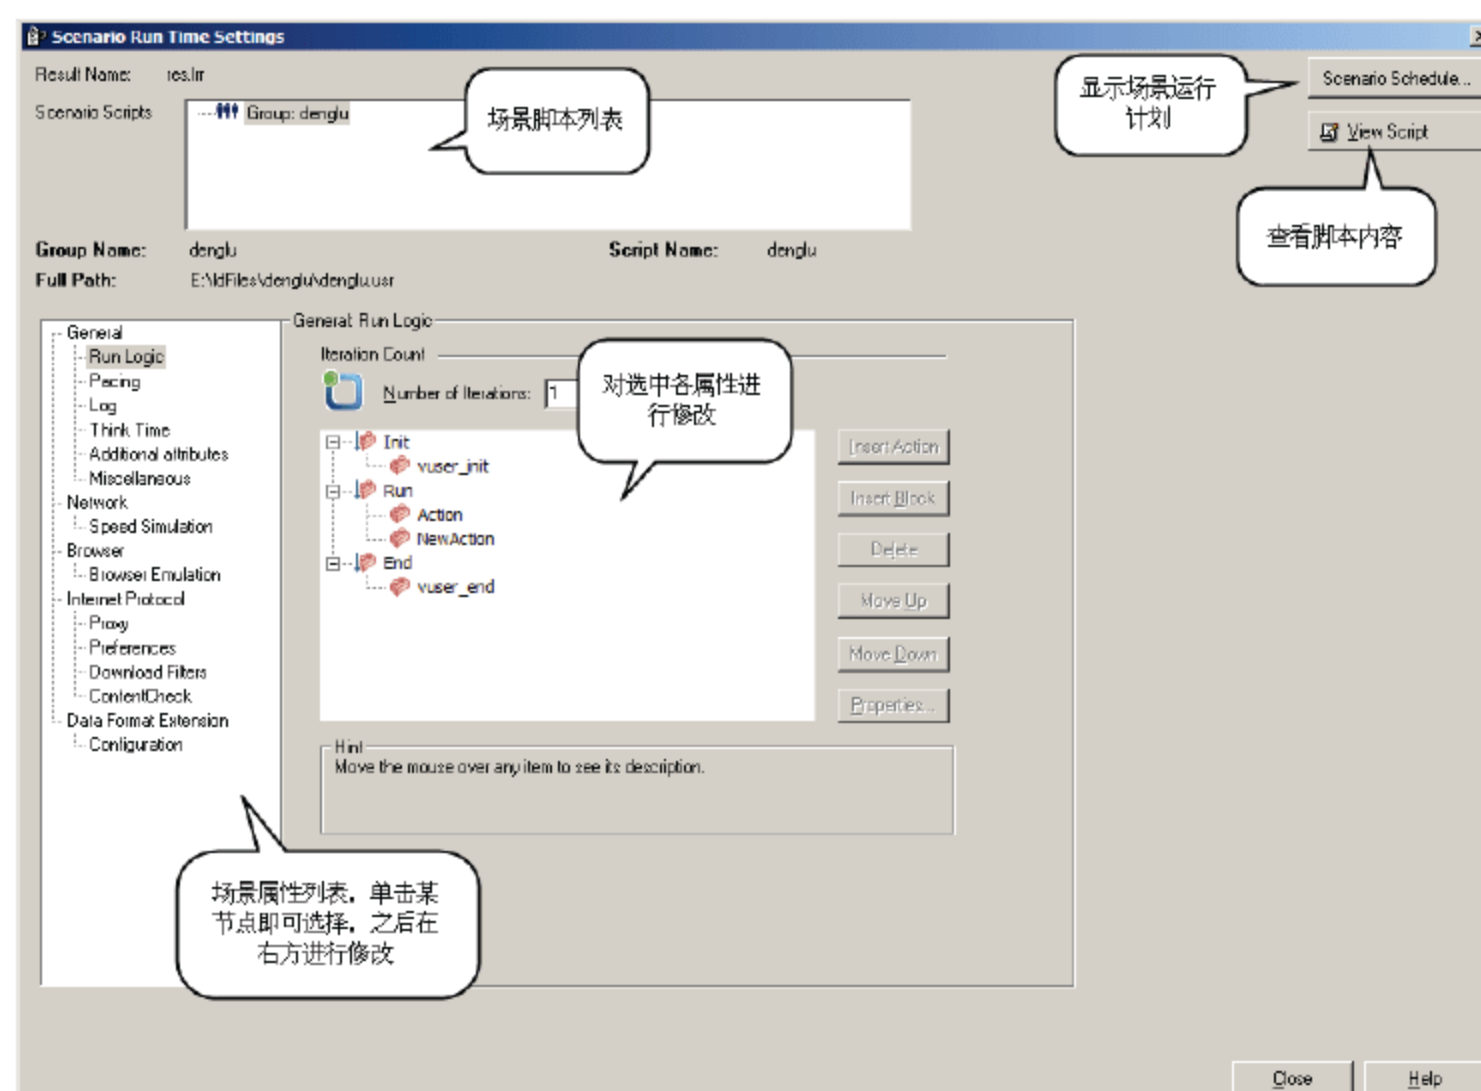 Scenario Run Time Settings
Result Name: res.lrr
显示场景运行
计划
Scenario Schedule...
Scenario Scripts
Group: denglu
场景脚本列表
View Script
查看脚本内容
Group Name: denglu
Script Name: denglu
Full Path: E:\ldFiles\denglu\denglu.usr
General
Run Logic
Pacing
Log
Think Time
Additional attributes
Miscellaneous
Network
Speed Simulation
Browser
Browser Emulation
Internet Protocol
Proxy
Preferences
Download Filters
ContentCheck
Data Format Extension
Configuration
General: Run Logic
Iteration Count
Number of Iterations: 1
对选中各属性进
行修改
Init
vuser_init
Run
Action
NewAction
End
vuser_end
Insert Action
Insert Block
Delete
Move Up
Move Down
Properties...
Hint
Move the mouse over any item to see its description.
场景属性列表，单击某
节点即可选择，之后在
右方进行修改
Close
Help